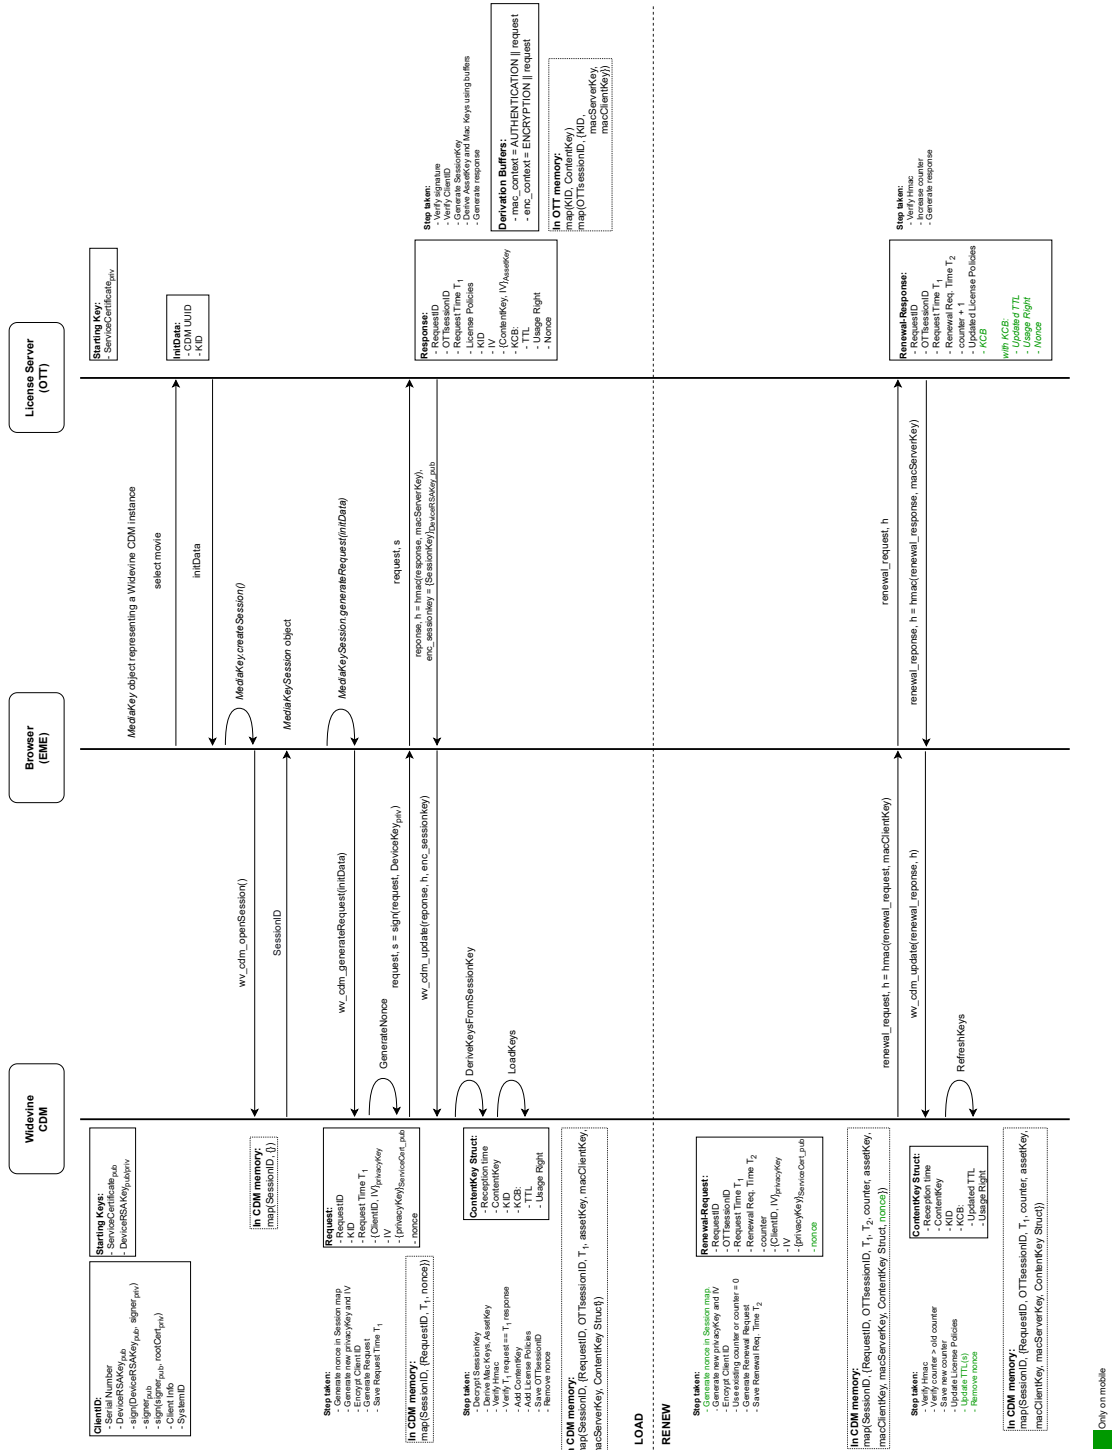 Widevine
CDM
Browser
(EME)
License Server
(OTT)
ClientID:
- Serial Number
- DeviceRSAKeypub
- sign(DeviceRSAKeypub, signerpriv)
- signerpub
- sign(signerpub, rootCertpriv)
- Client Info
- SystemID
Starting Keys:
- ServiceCertificatepub
- DeviceRSAKeypub/priv
Starting Key:
- ServiceCertificatepriv
MediaKey object representing a Widevine CDM instance
select movie
initData
InitData:
- CDM UUID
- KID
MediaKey.createSession()
wv_cdm_openSession()
In CDM memory:
map(SessionID, {})
SessionID
MediaKeySession object
MediaKeySession.generateRequest(initData)
wv_cdm_generateRequest(initData)
GenerateNonce
Step taken:
- Generate nonce in Session map
- Generate new privacyKey and IV
- Encrypt Client ID
- Generate Request
- Save Request Time T1
Request:
- RequestID
- KID
- Request Time T1
- {ClientID, IV}privacyKey
- IV
- {privacyKey}ServiceCert_pub
- nonce
In CDM memory:
map(SessionID, {RequestID, T1, nonce})
request, s = sign(request, DeviceKeypriv)
request, s
Step taken:
- Verify signature
- Verify ClientID
- Generate SessionKey
- Derive AssetKey and Mac Keys using buffers
- Generate response
Response:
- RequestID
- OTTsessionID
- Request Time T1
- License Policies
- KID
- IV
- {ContentKey, IV}AssetKey
- KCB:
- TTL
- Usage Right
- Nonce
Derivation Buffers:
- mac_context = AUTHENTICATION || request
- enc_context = ENCRYPTION || request
In OTT memory:
map(KID, ContentKey)
map(OTTsessionID, {KID,
macServerKey,
macClientKey})
reponse, h = hmac(response, macServerKey),
enc_sessionkey = {SessionKey}DeviceRSAKey_pub
wv_cdm_update(reponse, h, enc_sessionkey)
DeriveKeysFromSessionKey
LoadKeys
Step taken:
- Decrypt SessionKey
- Derive Mac Keys, AssetKey
- Verify Hmac
- Verify T1 request == T1 response
- Add ContentKey
- Add License Policies
- Save OTTsessionID
- Remove nonce
ContentKey Struct:
- Reception time
- ContentKey
- KID
- KCB:
- TTL
- Usage Right
In CDM memory:
map(SessionID, {RequestID, OTTsessionID, T1, assetKey, macClientKey,
macServerKey, ContentKey Struct})
LOAD
RENEW
Step taken:
- Generate nonce in Session map.
- Generate new privacyKey and IV
- Encrypt Client ID
- Use existing counter or counter = 0
- Generate Renewal Request
- Save Renewal Req. Time T2
Renewal-Request:
- RequestID
- OTTsessionID
- Request Time T1
- Renewal Req. Time T2
- counter
- {ClientID, IV}privacyKey
- IV
- {privacyKey}ServiceCert_pub
- nonce
In CDM memory:
map(SessionID, {RequestID, OTTsessionID, T1, T2, counter, assetKey,
macClientKey, macServerKey, ContentKey Struct, nonce})
renewal_request, h = hmac(renewal_request, macClientKey)
renewal_request, h
Step taken:
- Verify Hmac
- Increase counter
- Generate response
Renewal-Response:
- RequestID
- OTTsessionID
- Request Time T1
- Renewal Req. Time T2
- counter + 1
- Updated License Policies
- KCB
with KCB:
- Updated TTL
- Usage Right
- Nonce
renewal_reponse, h = hmac(renewal_response, macServerKey)
wv_cdm_update(renewal_reponse, h)
RefreshKeys
Step taken:
- Verify Hmac
- Verify counter > old counter
- Save new counter
- Update License Policies
- Update TTL(s)
- Remove nonce
ContentKey Struct:
- Reception time
- ContentKey
- KID
- KCB:
- Updated TTL
- Usage Right
In CDM memory:
map(SessionID, {RequestID, OTTsessionID, T1, counter, assetKey,
macClientKey, macServerKey, ContentKey Struct})
Only on mobile